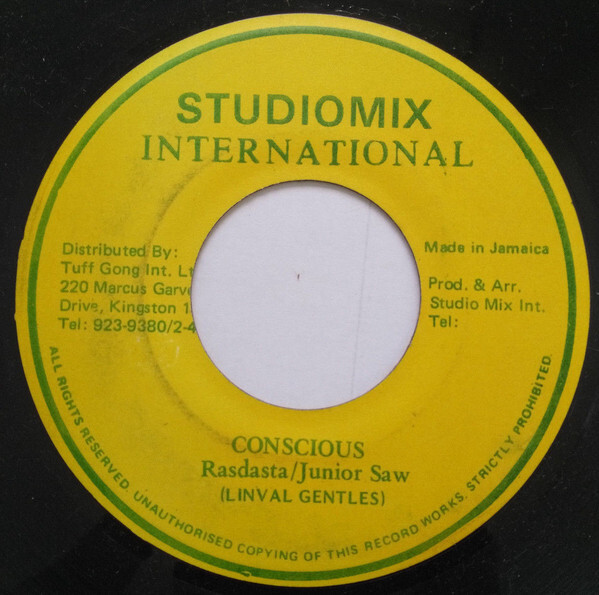 STUDIOMIX
INTERNATIONAL
Distributed By:
Tuff Gong Int. Lt
220 Marcus Garve
Drive, Kingston 1
Tel: 923-9380/2-4
Made in Jamaica
Prod. & Arr.
Studio Mix Int.
Tel:
CONSCIOUS
Rasdasta/Junior Saw
(LINVAL GENTLES)
ALL RIGHTS RESERVED. UNAUTHORISED COPYING OF THIS RECORD WORKS, STRICTLY PROHIBITED.